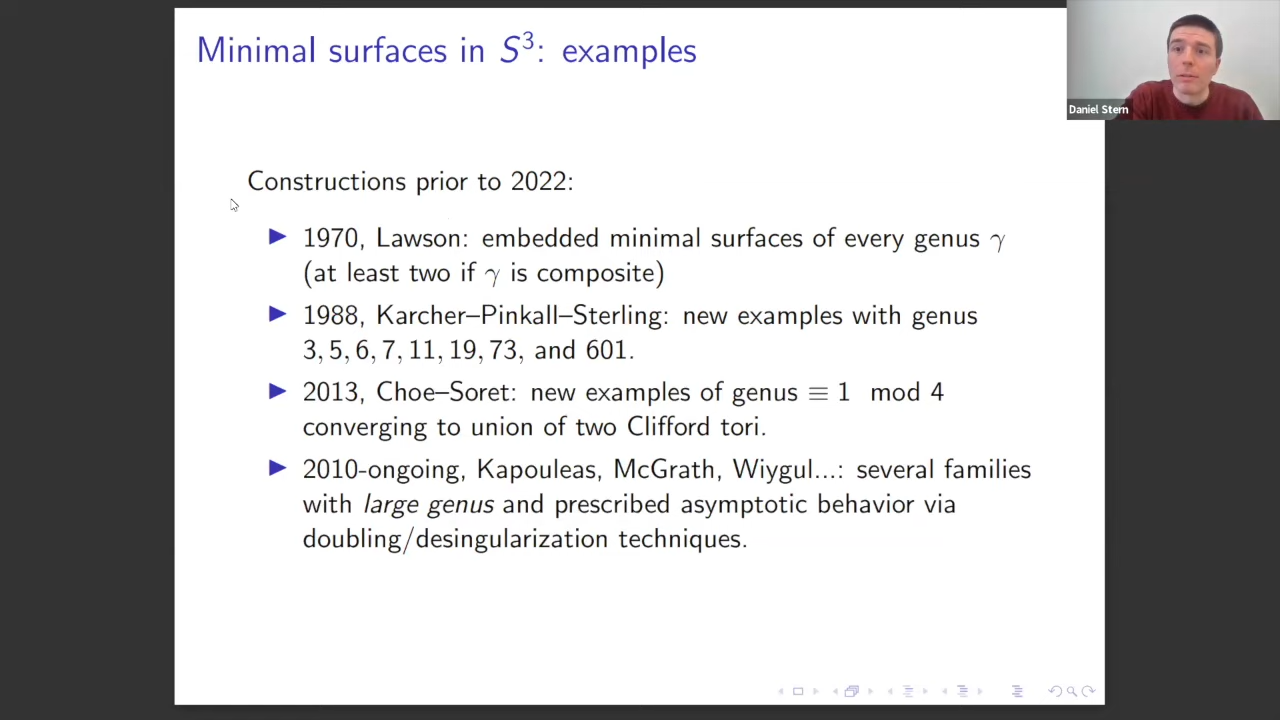 Minimal surfaces in S³: examples
Daniel Stern
Constructions prior to 2022:
▶ 1970, Lawson: embedded minimal surfaces of every genus γ
(at least two if γ is composite)
▶ 1988, Karcher–Pinkall–Sterling: new examples with genus
3, 5, 6, 7, 11, 19, 73, and 601.
▶ 2013, Choe–Soret: new examples of genus ≡ 1 mod 4
converging to union of two Clifford tori.
▶ 2010-ongoing, Kapouleas, McGrath, Wiygul...: several families
with large genus and prescribed asymptotic behavior via
doubling/desingularization techniques.